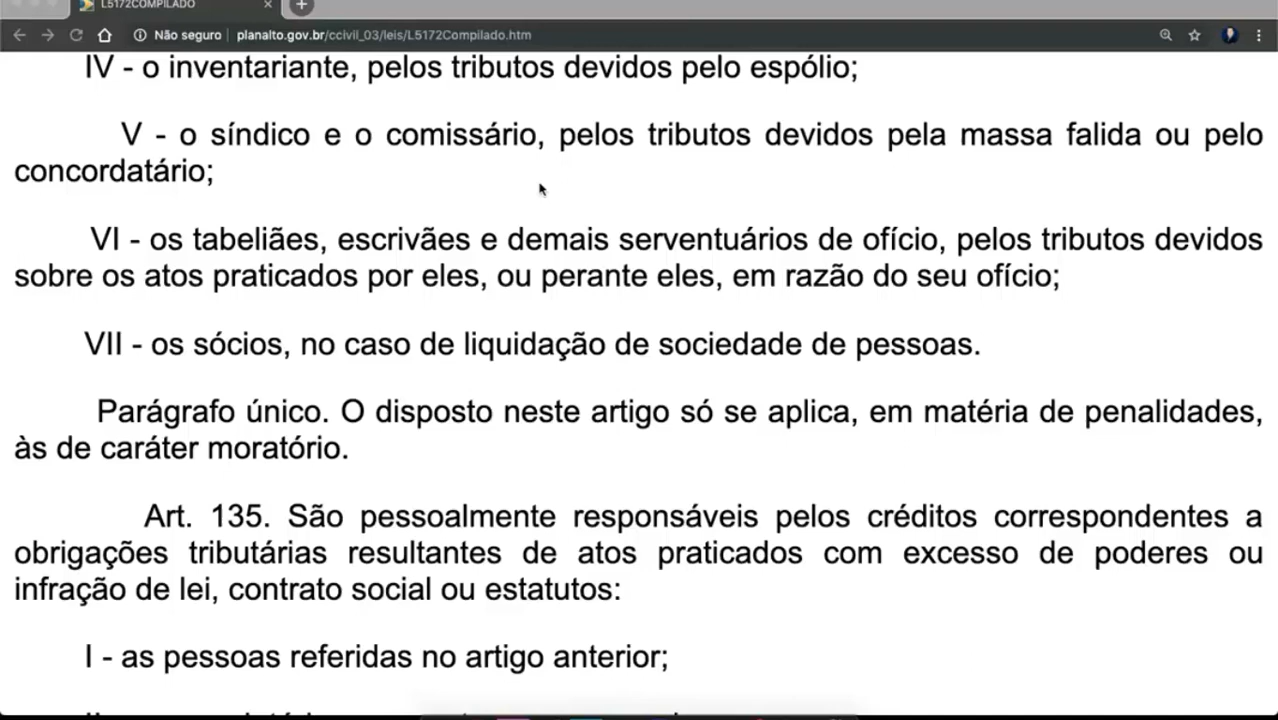 L5172COMPILADO
Não seguro
planalto.gov.br/ccivil_03/leis/L5172Compilado.htm
IV - o inventariante, pelos tributos devidos pelo espólio;
V - o síndico e o comissário, pelos tributos devidos pela massa falida ou pelo
concordatário;
VI - os tabeliães, escrivães e demais serventuários de ofício, pelos tributos devidos
sobre os atos praticados por eles, ou perante eles, em razão do seu ofício;
VII - os sócios, no caso de liquidação de sociedade de pessoas.
Parágrafo único. O disposto neste artigo só se aplica, em matéria de penalidades,
às de caráter moratório.
Art. 135. São pessoalmente responsáveis pelos créditos correspondentes a
obrigações tributárias resultantes de atos praticados com excesso de poderes ou
infração de lei, contrato social ou estatutos:
I - as pessoas referidas no artigo anterior;